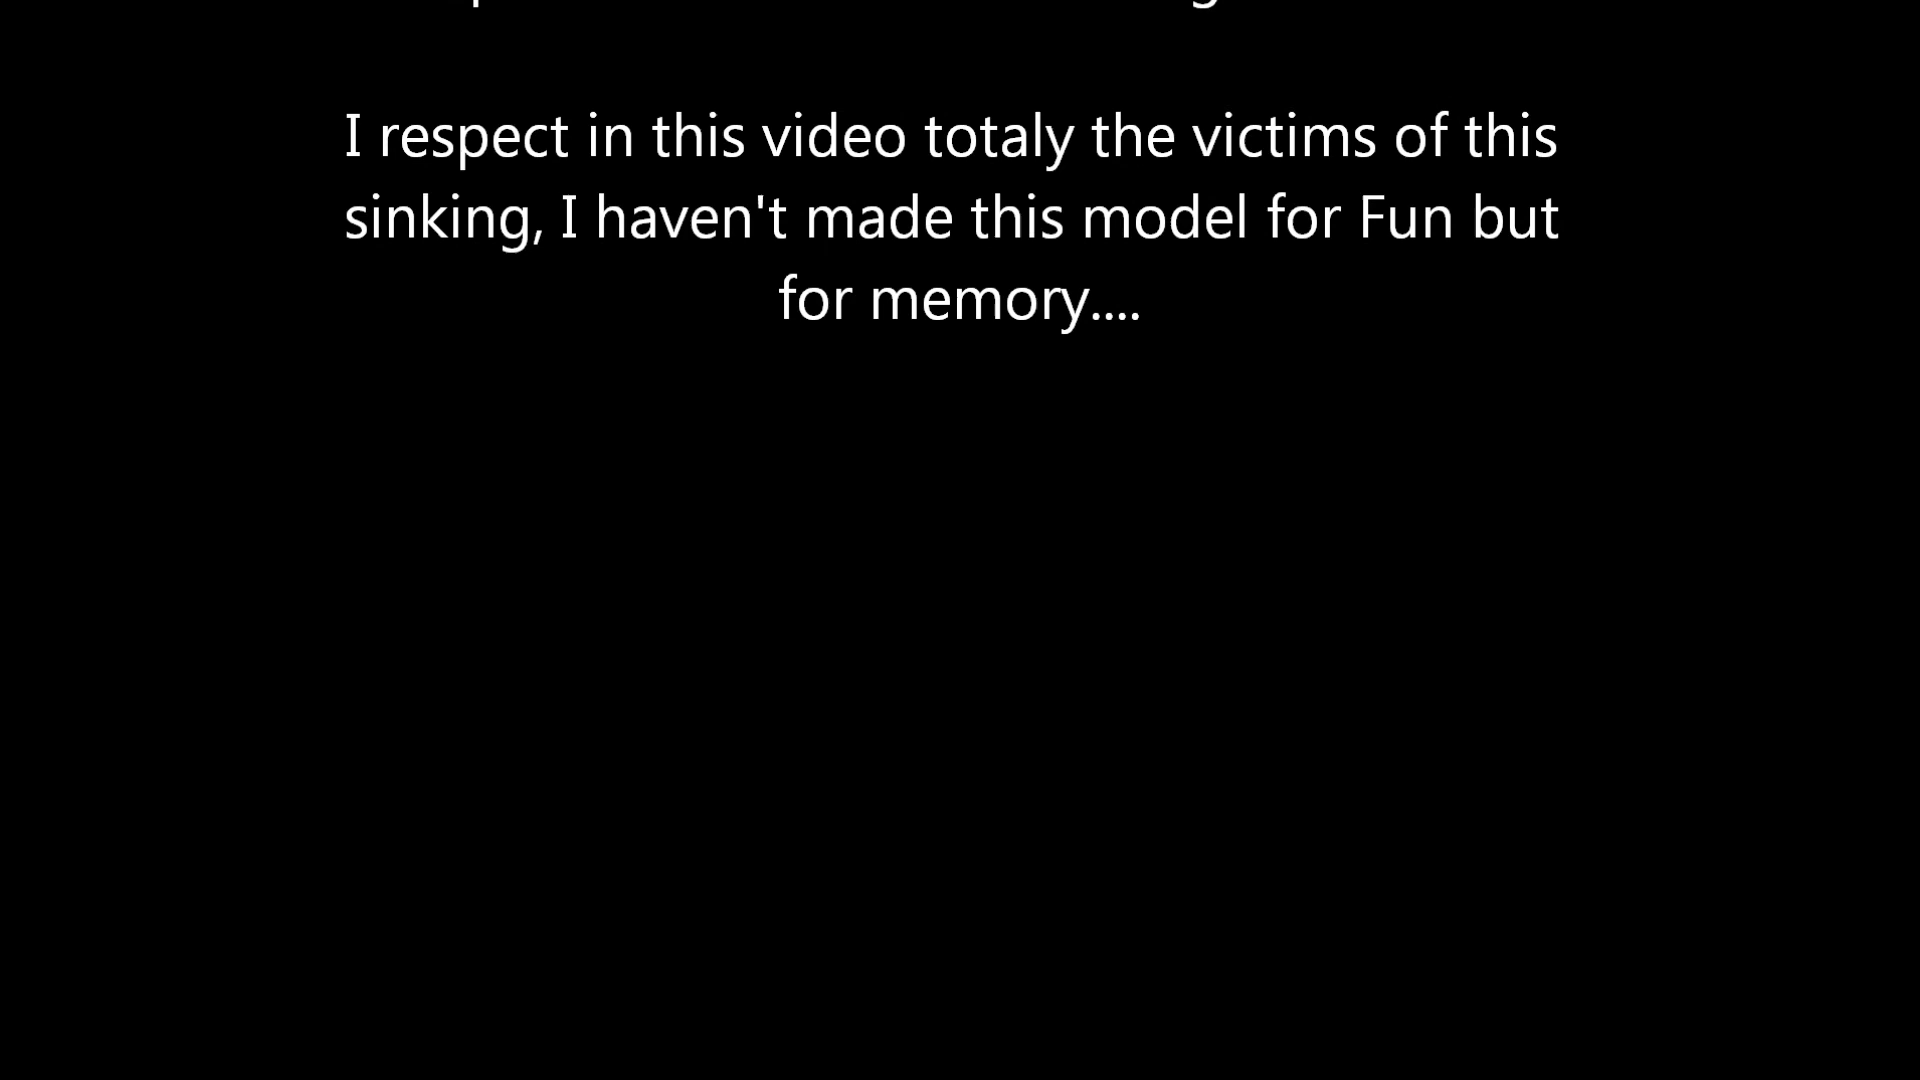 I respect in this video totaly the victims of this
sinking, I haven't made this model for Fun but
for memory....